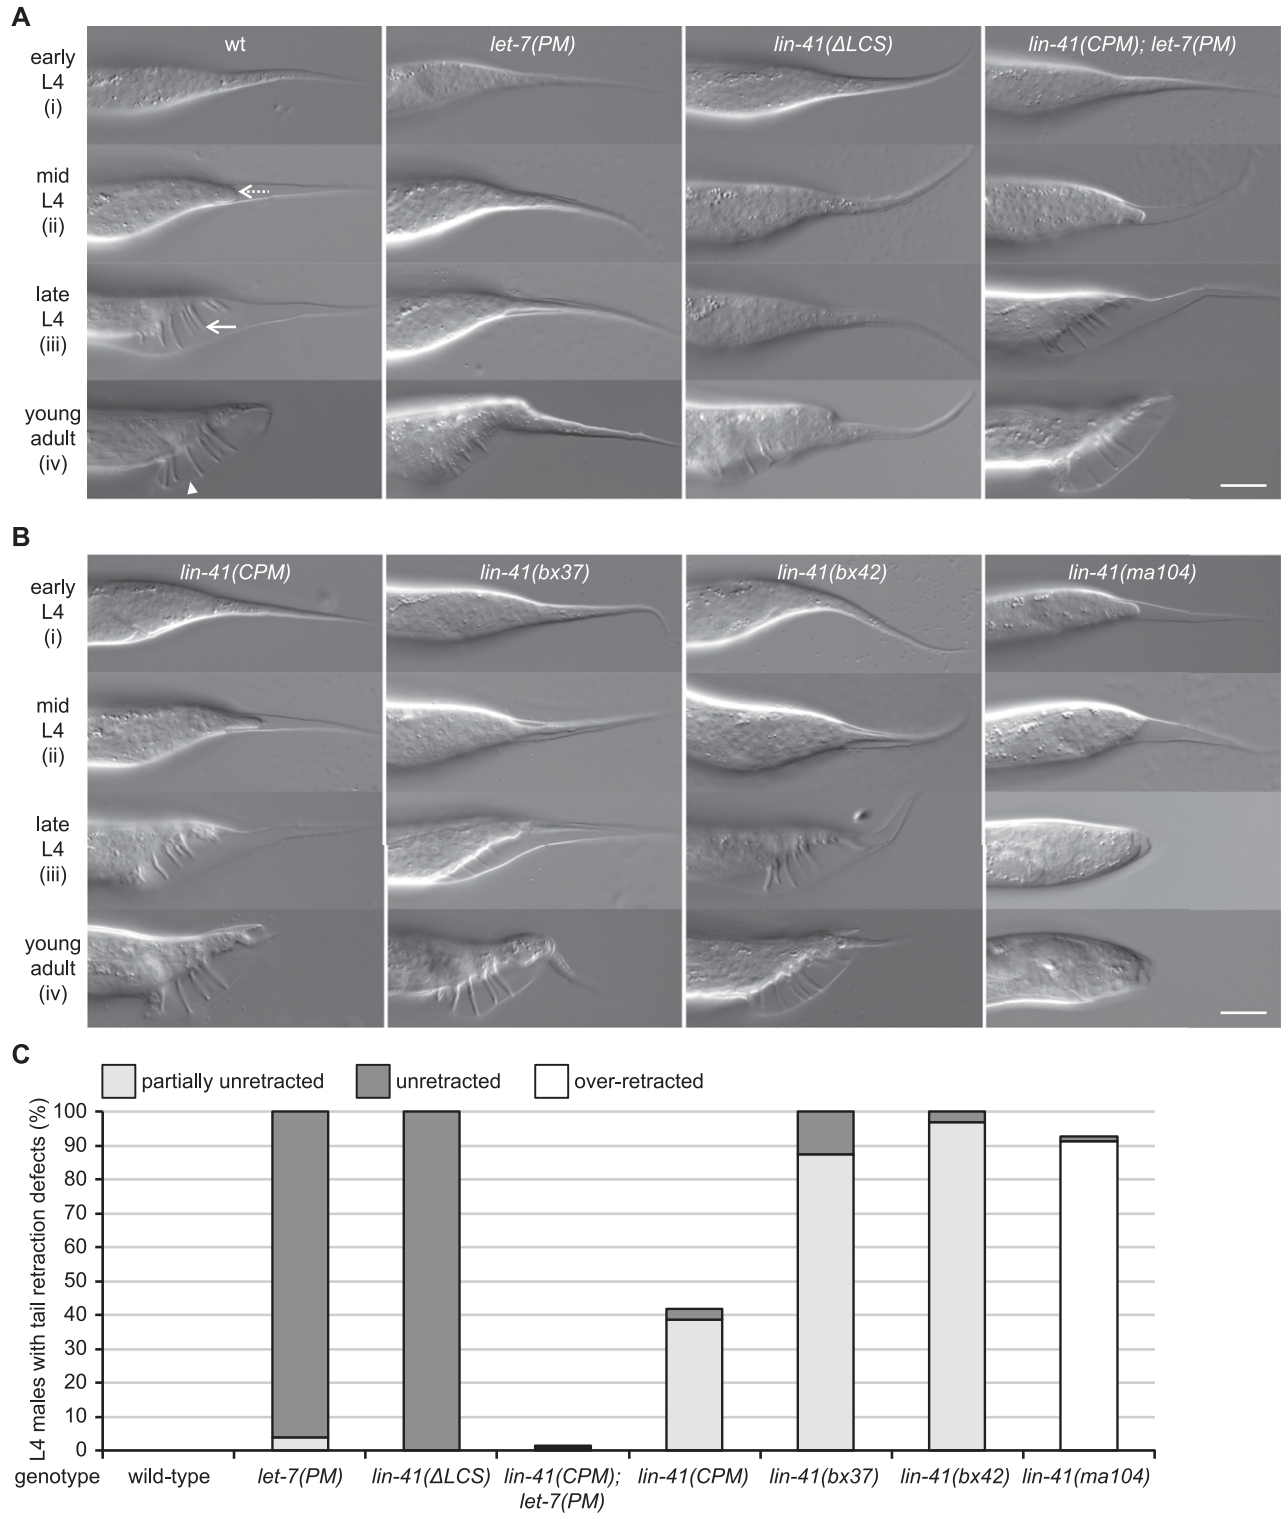 A
wt
let-7(PM)
lin-41(ΔLCS)
lin-41(CPM); let-7(PM)
early
L4
(i)
mid
L4
(ii)
late
L4
(iii)
young
adult
(iv)
B
lin-41(CPM)
lin-41(bx37)
lin-41(bx42)
lin-41(ma104)
early
L4
(i)
mid
L4
(ii)
late
L4
(iii)
young
adult
(iv)
C
partially unretracted
unretracted
over-retracted
L4 males with tail retraction defects (%)
100
90
80
70
60
50
40
30
20
10
0
genotype
wild-type
let-7(PM)
lin-41(ΔLCS)
lin-41(CPM);
let-7(PM)
lin-41(CPM)
lin-41(bx37)
lin-41(bx42)
lin-41(ma104)